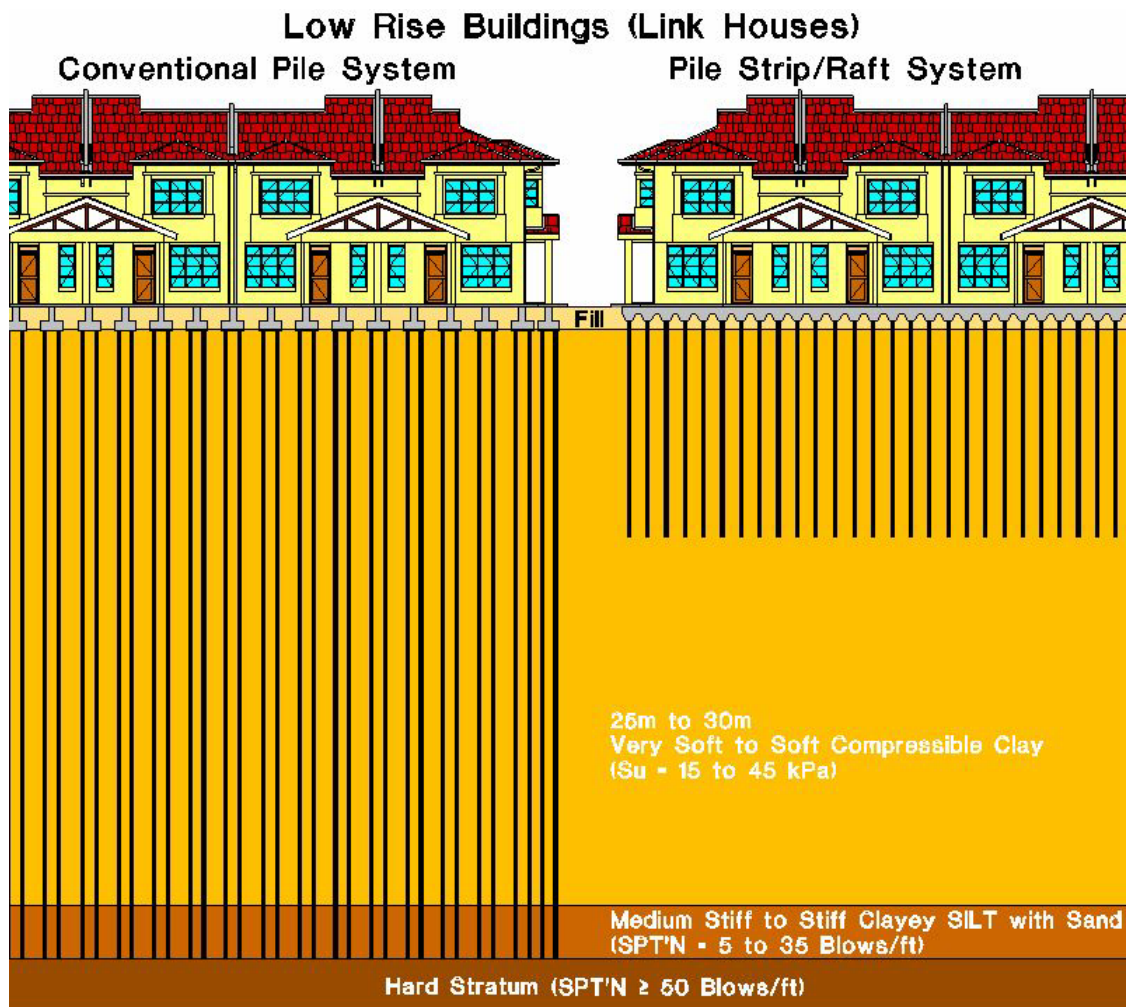 Low Rise Buildings (Link Houses)
Conventional Pile System
Pile Strip/Raft System
Fill
25m to 30m
Very Soft to Soft Compressible Clay
(Su - 15 to 45 kPa)
Medium Stiff to Stiff Clayey SILT with Sand
(SPT'N - 5 to 35 Blows/ft)
Hard Stratum (SPT'N ≥ 50 Blows/ft)